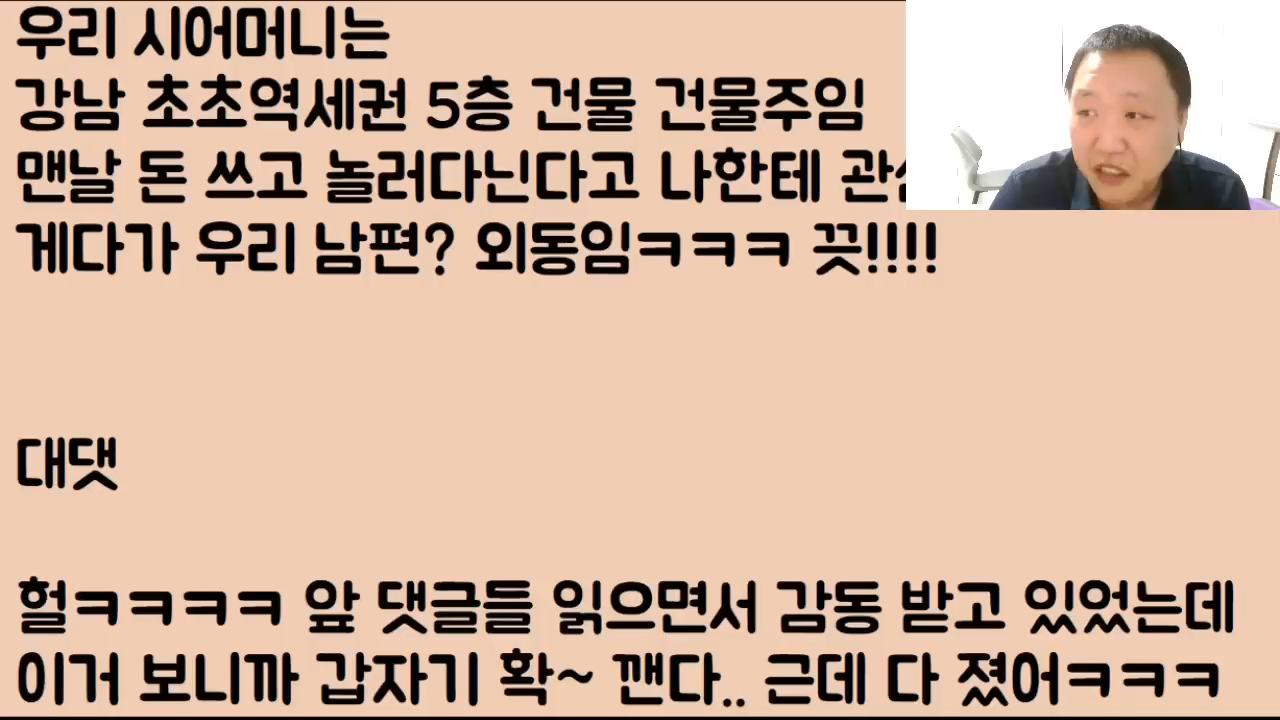 우리 시어머니는
강남 초초역세권 5층 건물 건물주임
맨날 돈 쓰고 놀러다닌다고 나한테
게다가 우리 남편? 외동임ㅋㅋㅋ 끗!!!!
대댓
헐ㅋㅋㅋㅋ 앞 댓글들 읽으면서 감동 받고 있었는데
이거 보니까 갑자기 확~ 깬다.. 근데 다 졌어ㅋㅋㅋ